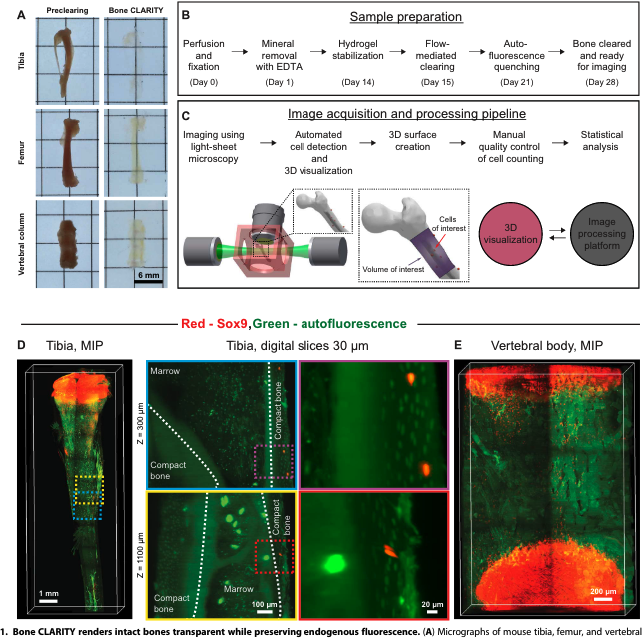 A
Preclearing
Bone CLARITY
Tibia
Femur
Vertebral column
6 mm
B
Sample preparation
Perfusion
and
fixation
(Day 0)
Mineral
removal
with EDTA
(Day 1)
Hydrogel
stabilization
(Day 14)
Flow-
mediated
clearing
(Day 15)
Auto-
fluorescence
quenching
(Day 21)
Bone cleared
and ready
for imaging
(Day 28)
C
Image acquisition and processing pipeline
Imaging using
light-sheet
microscopy
Automated
cell detection
and
3D visualization
3D surface
creation
Manual
quality control
of cell counting
Statistical
analysis
Cells
of interest
Volume of interest
3D
visualization
Image
processing
platform
Red - Sox9, Green - autofluorescence
D
Tibia, MIP
1 mm
Tibia, digital slices 30 µm
Z = 300 µm
Marrow
Compact bone
Compact
bone
Z = 1100 µm
Compact
bone
Compact
bone
Marrow
100 µm
20 µm
E
Vertebral body, MIP
200 µm
1. Bone CLARITY renders intact bones transparent while preserving endogenous fluorescence. (A) Micrographs of mouse tibia, femur, and vertebral